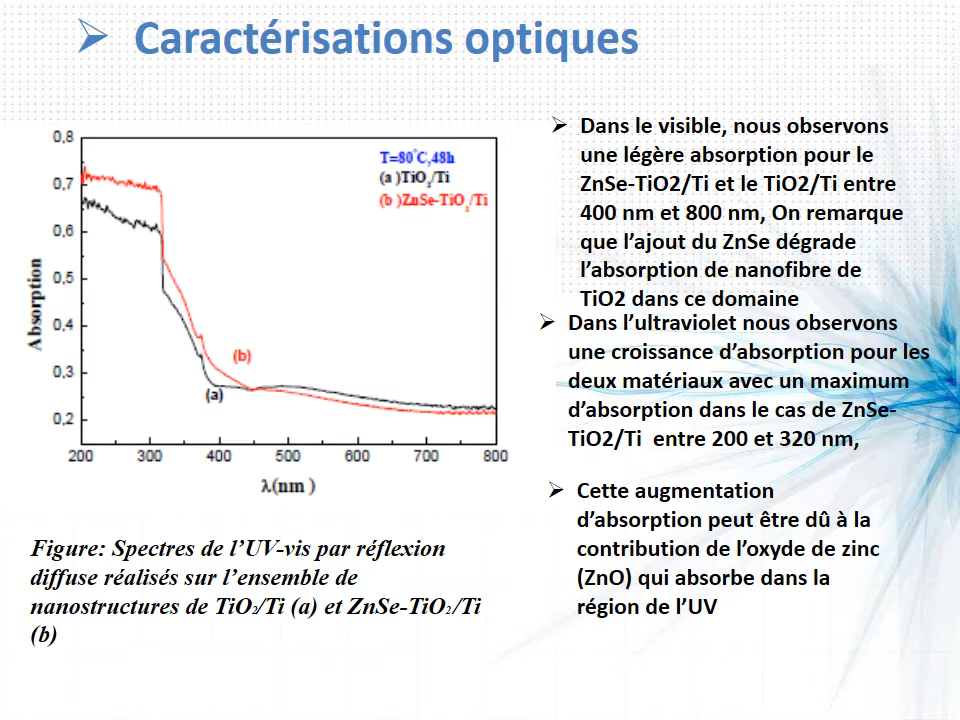 ➢ Caractérisations optiques
0,8
0,7
0,6
0,5
0,4
0,3
0,2
Absorption
T=80°C,48h
(a )TiO2/Ti
(b )ZnSe-TiO2/Ti
(b)
(a)
200 300 400 500 600 700 800
λ(nm )
Figure: Spectres de l’UV-vis par réflexion
diffuse réalisés sur l’ensemble de
nanostructures de TiO2/Ti (a) et ZnSe-TiO2/Ti
(b)
➢ Dans le visible, nous observons
une légère absorption pour le
ZnSe-TiO2/Ti et le TiO2/Ti entre
400 nm et 800 nm, On remarque
que l’ajout du ZnSe dégrade
l’absorption de nanofibre de
TiO2 dans ce domaine
➢ Dans l’ultraviolet nous observons
une croissance d’absorption pour les
deux matériaux avec un maximum
d’absorption dans le cas de ZnSe-
TiO2/Ti entre 200 et 320 nm,
➢ Cette augmentation
d’absorption peut être dû à la
contribution de l’oxyde de zinc
(ZnO) qui absorbe dans la
région de l’UV